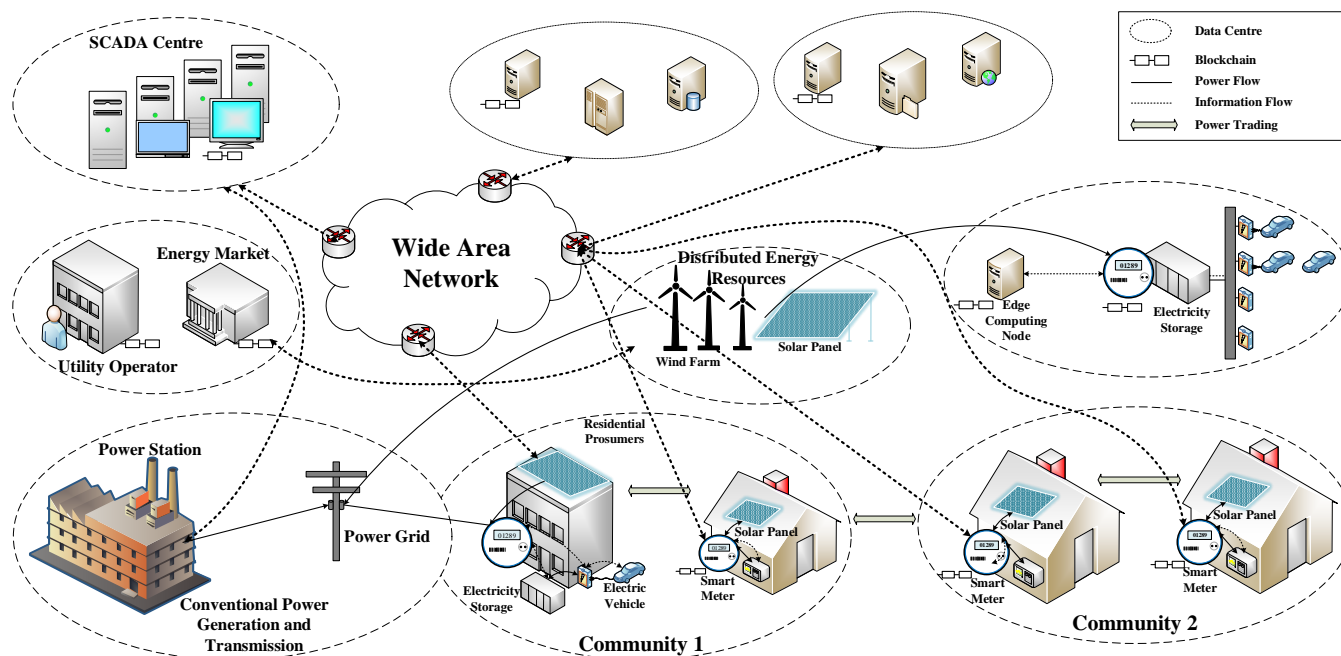 SCADA Centre
Data Centre
Blockchain
Power Flow
Information Flow
Power Trading
Wide Area
Network
Energy Market
Utility Operator
Distributed Energy
Resources
Wind Farm
Solar Panel
01289
Edge
Computing
Node
Electricity
Storage
Power Station
Power Grid
Conventional Power
Generation and
Transmission
Residential
Prosumers
01289
Electricity
Storage
Electric
Vehicle
Solar Panel
01289
Smart
Meter
Community 1
Solar Panel
01289
Smart
Meter
Solar Panel
01289
Smart
Meter
Community 2